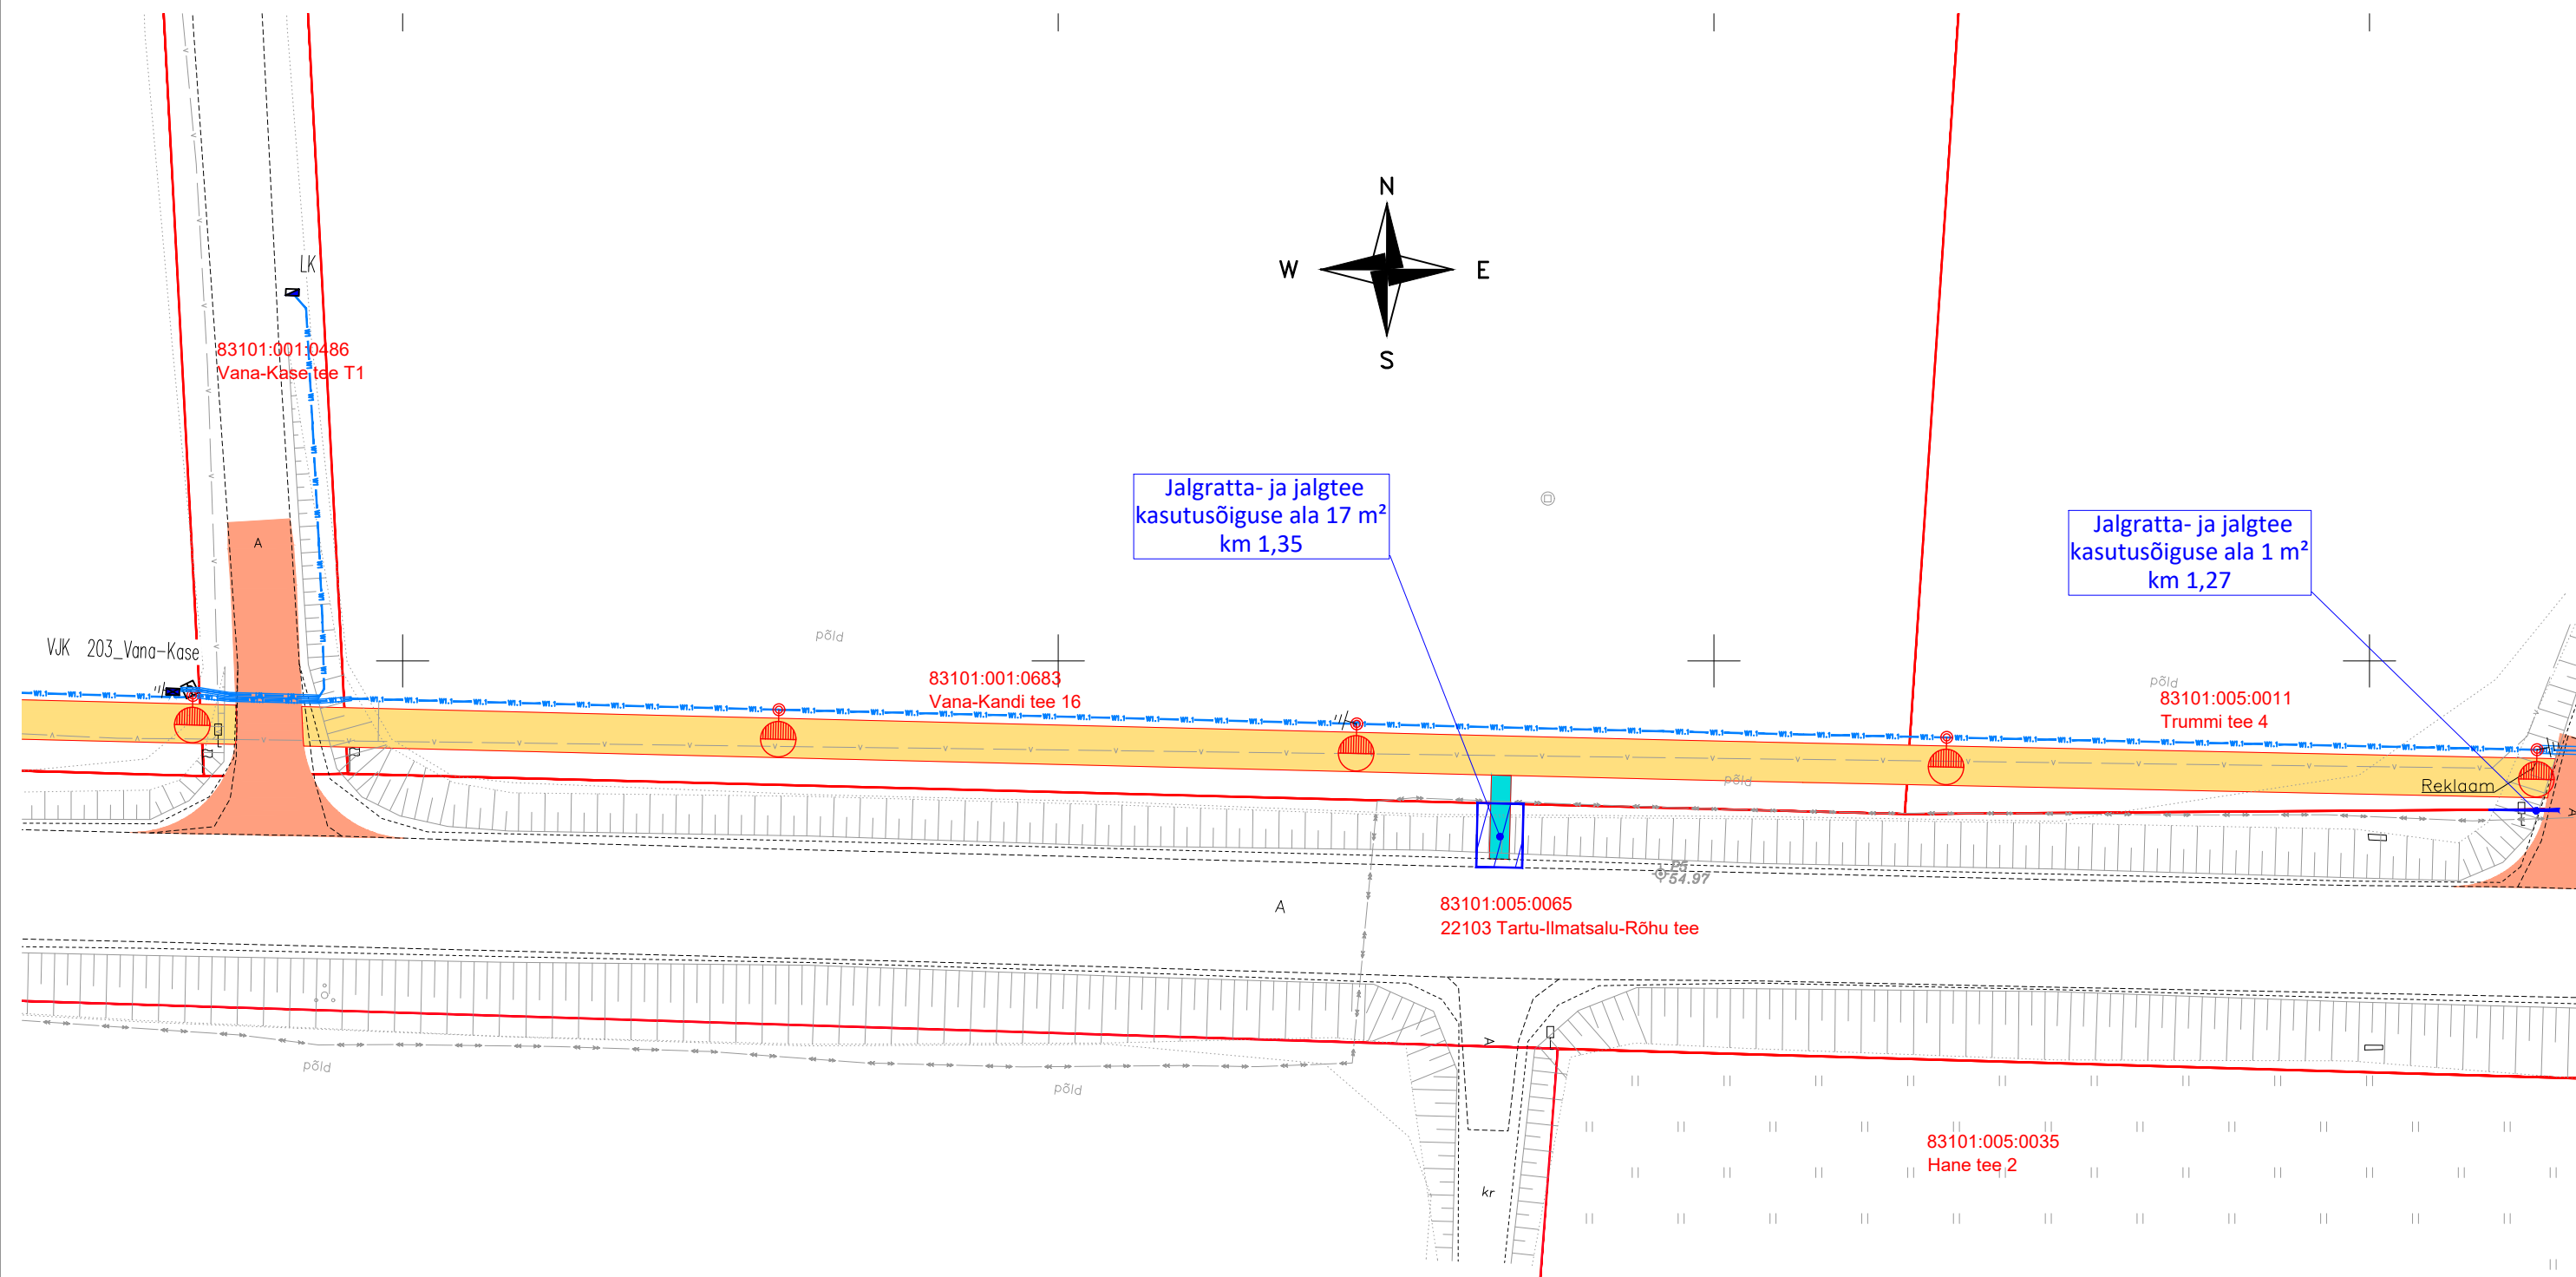 N
W E
S
LK
83101:001:0486
Vana-Kase tee T1
Jalgratta- ja jalgtee
kasutusõiguse ala 17 m²
km 1,35
Jalgratta- ja jalgtee
kasutusõiguse ala 1 m²
km 1,27
A
põld
VJK 203_Vana-Kase
83101:001:0683
Vana-Kandi tee 16
põld
83101:005:0011
Trummi tee 4
põld
Reklaam
A
54.97
83101:005:0065
22103 Tartu-Ilmatsalu-Rõhu tee
A
A
põld
põld
83101:005:0035
Hane tee 2
kr